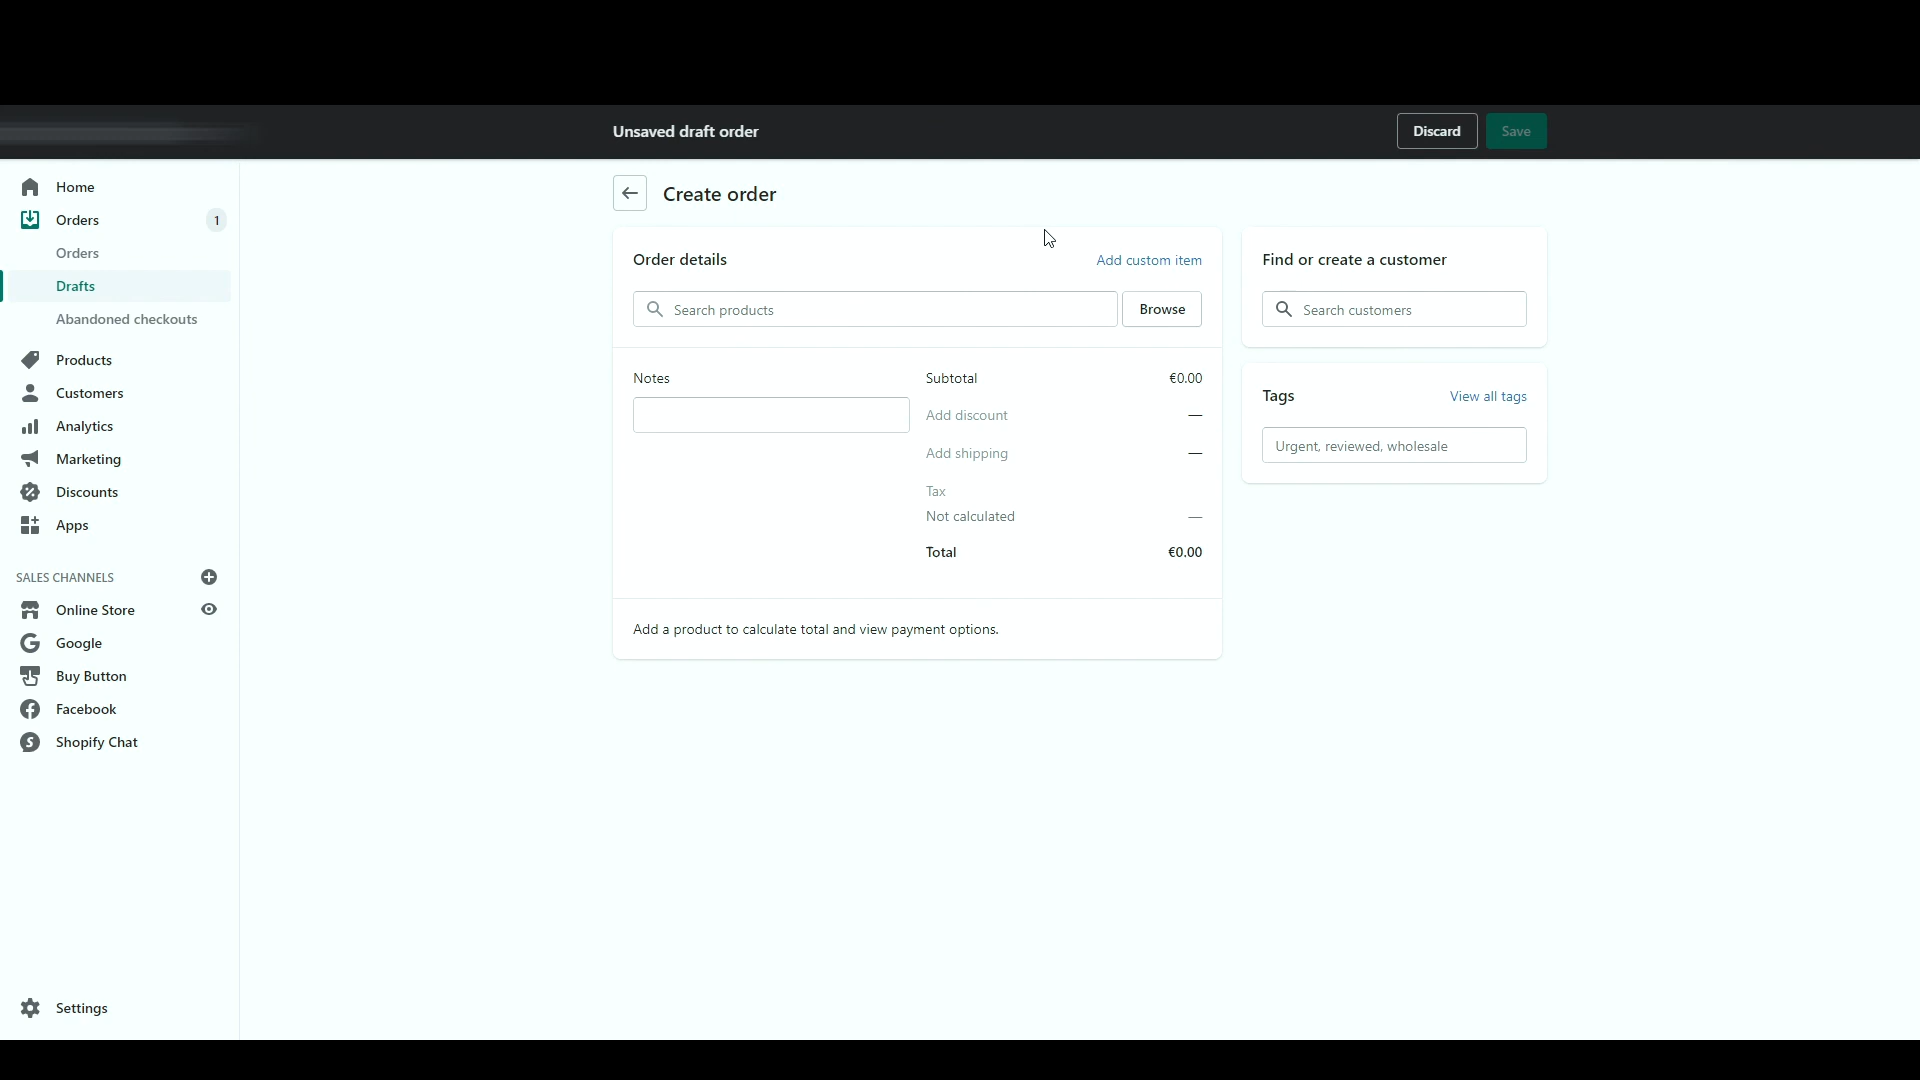 Unsaved draft order
Discard
Save
Home
Orders 1
Orders
Drafts
Abandoned checkouts
Products
Customers
Analytics
Marketing
Discounts
Apps
SALES CHANNELS
Online Store
Google
Buy Button
Facebook
Shopify Chat
Settings
Create order
Order details Add custom item
Search products Browse
Notes
Subtotal €0.00
Add discount —
Add shipping —
Tax
Not calculated —
Total €0.00
Add a product to calculate total and view payment options.
Find or create a customer
Search customers
Tags View all tags
Urgent, reviewed, wholesale